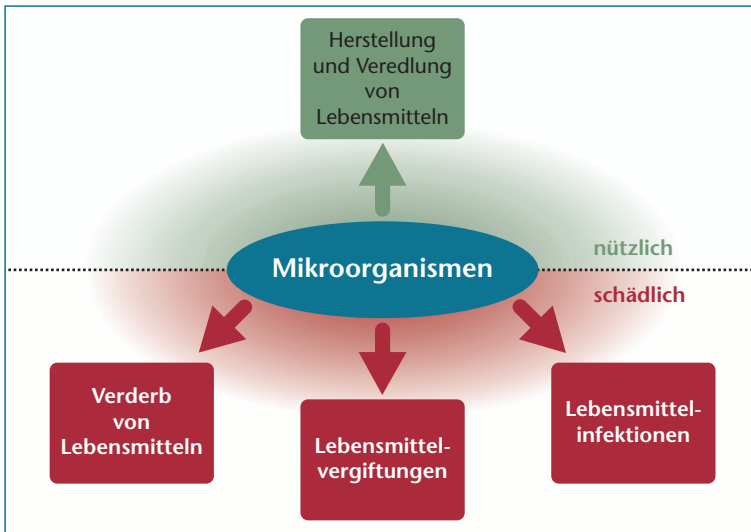 Herstellung
und Veredlung
von
Lebensmitteln
Mikroorganismen
nützlich
schädlich
Verderb
von
Lebensmitteln
Lebensmittel-
vergiftungen
Lebensmittel-
infektionen